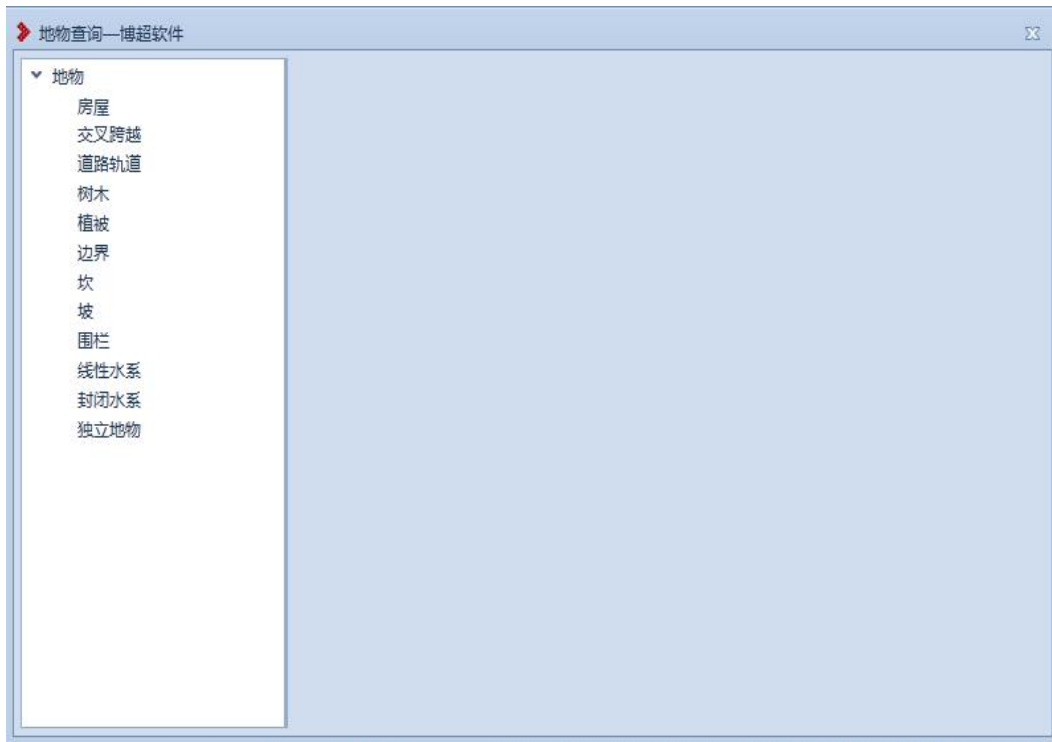 地物查询—博超软件
地物
房屋
交叉跨越
道路轨道
树木
植被
边界
坎
坡
围栏
线性水系
封闭水系
独立地物